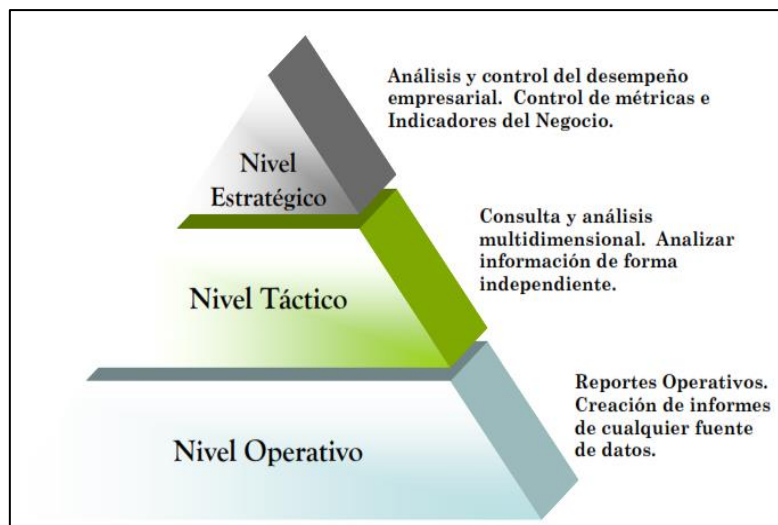 Análisis y control del desempeño
empresarial. Control de métricas e
Indicadores del Negocio.
Nivel
Estratégico
Consulta y análisis
multidimensional. Analizar
información de forma
independiente.
Nivel Táctico
Reportes Operativos.
Creación de informes
de cualquier fuente
de datos.
Nivel Operativo